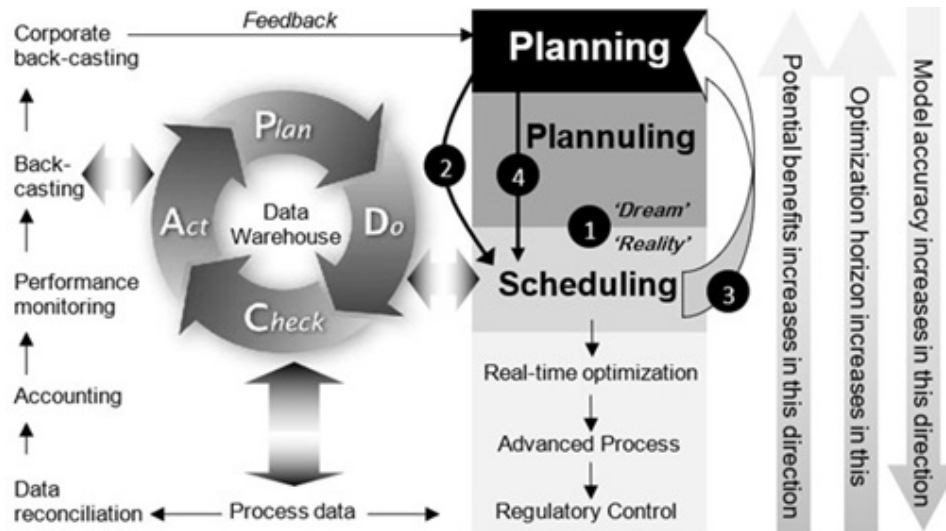 Corporate
back-casting
Feedback
Planning
Plannuling
2
4
1
'Dream'
'Reality'
Scheduling
3
Back-
casting
Plan
Do
Check
Act
Data
Warehouse
Performance
monitoring
Accounting
Data
reconciliation
Process data
Real-time optimization
Advanced Process
Regulatory Control
Potential benefits increases in this direction
Optimization horizon increases in this
Model accuracy increases in this direction